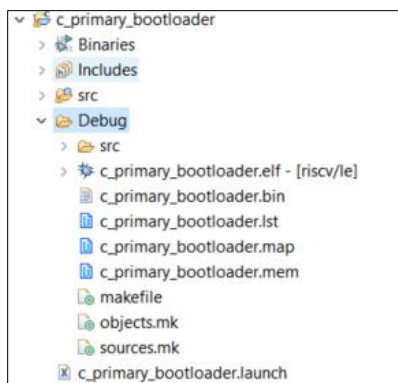 c_primary_bootloader
Binaries
Includes
src
Debug
src
c_primary_bootloader.elf - [riscv/le]
c_primary_bootloader.bin
c_primary_bootloader.lst
c_primary_bootloader.map
c_primary_bootloader.mem
makefile
objects.mk
sources.mk
c_primary_bootloader.launch